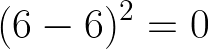 (6 − 6)² = 0